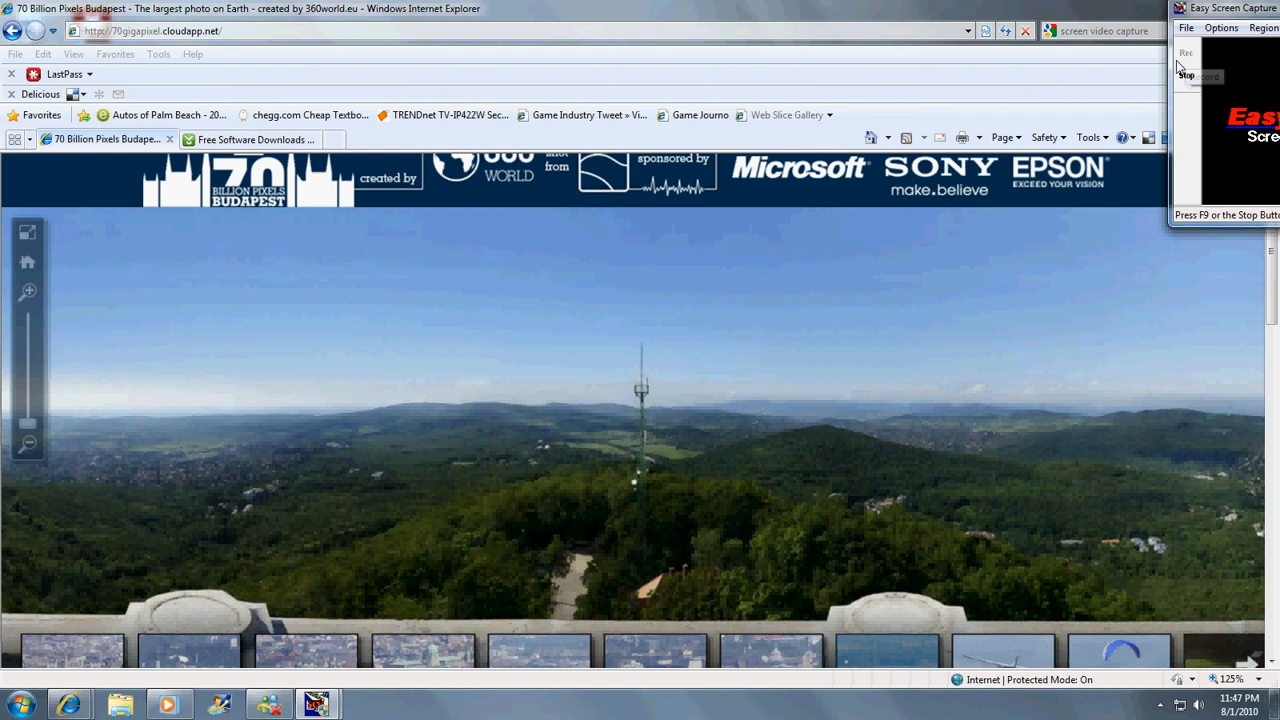 70 Billion Pixels Budapest - The largest photo on Earth - created by 360world.eu - Windows Internet Explorer
Easy Screen Capture
http://70gigapixel.cloudapp.net/
screen video capture
File Options Region
File Edit View Favorites Tools Help
Rec
LastPass
Stop
Delicious
Favorites
Autos of Palm Beach - 20...
chegg.com Cheap Textbo...
TRENDnet TV-IP422W Sec...
Game Industry Tweet » Vi...
Game Journo
Web Slice Gallery
70 Billion Pixels Budape...
Free Software Downloads ...
Page
Safety
Tools
Easy
Scre
70
BILLION PIXELS
BUDAPEST
created by
WORLD
shot
from
sponsored by
Microsoft
SONY
make.believe
EPSON
EXCEED YOUR VISION
Press F9 or the Stop Butto
Internet | Protected Mode: On
125%
11:47 PM
8/1/2010